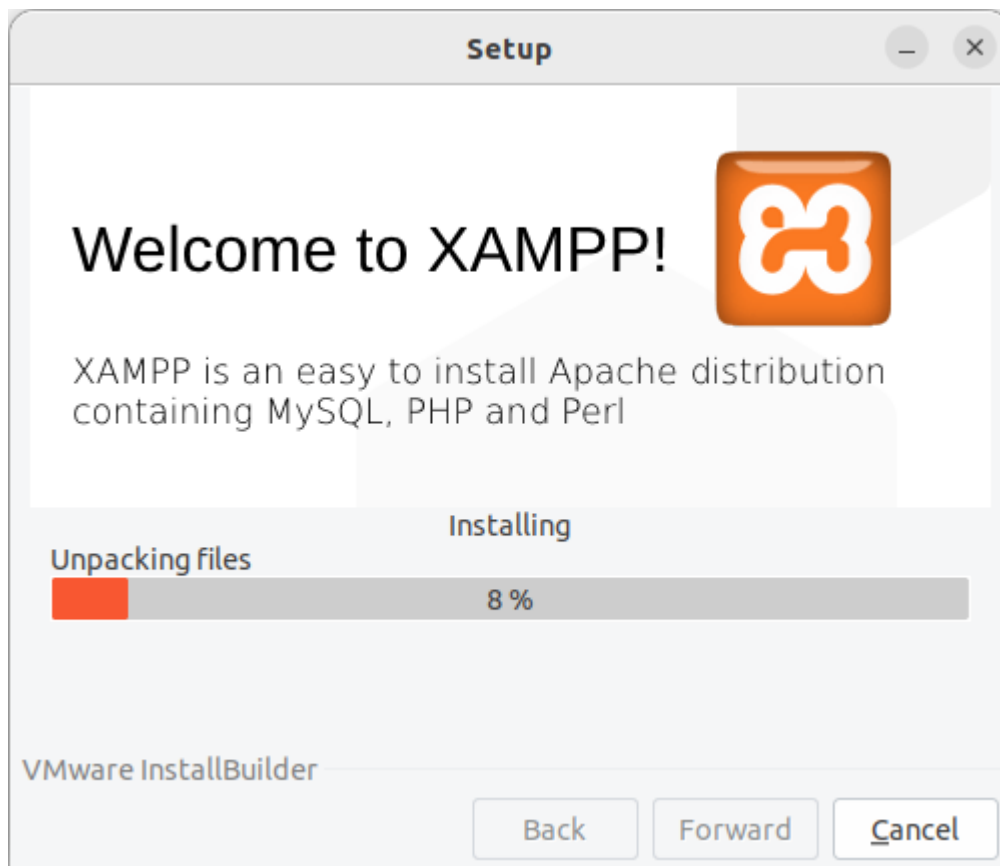 Setup
Welcome to XAMPP!
XAMPP is an easy to install Apache distribution
containing MySQL, PHP and Perl
Installing
Unpacking files
8 %
VMware InstallBuilder
Back
Forward
Cancel